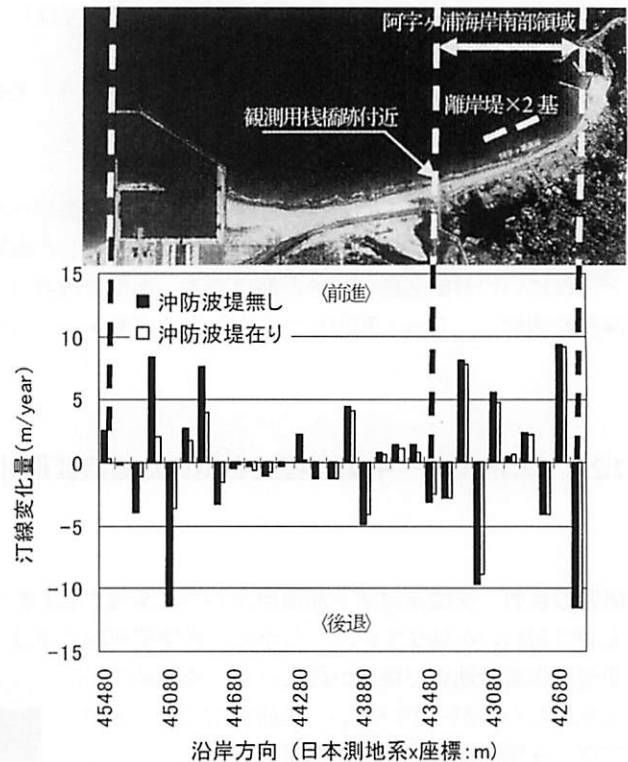 阿字ヶ浦海岸南部領域
離岸堤×2基
観測用桟橋跡付近
15
〈前進〉
■沖防波堤無し
□沖防波堤在り
10
5
0
-5
-10
〈後退〉
-15
汀線変化量(m/year)
45480 45080 44680 44280 43880 43480 43080 42680
沿岸方向(日本測地系x座標:m)